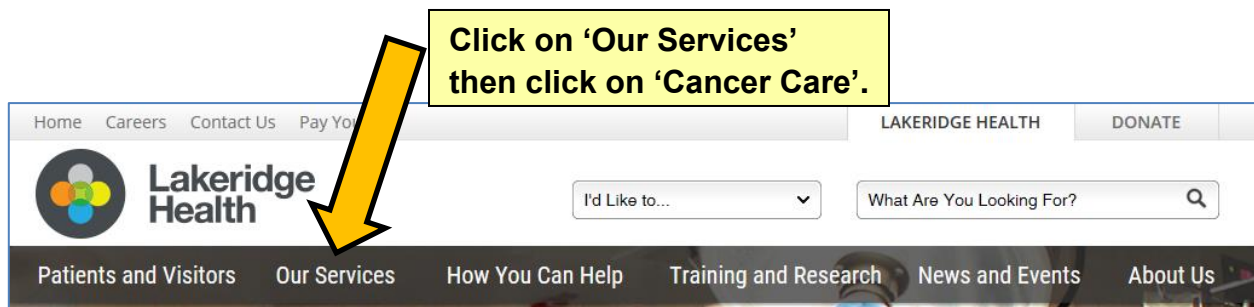 Click on ‘Our Services’
then click on ‘Cancer Care’.
Home Careers Contact Us Pay
LAKERIDGE HEALTH DONATE
Lakeridge
Health
I'd Like to...
What Are You Looking For?
Patients and Visitors Our Services How You Can Help Training and Research News and Events About Us